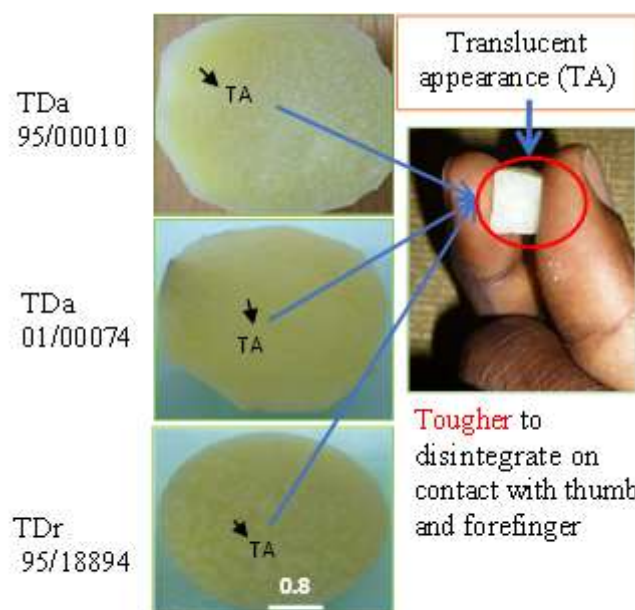 TDa
95/00010
TA
Translucent
appearance (TA)
TDa
01/00074
TA
Tougher to
disintegrate on
contact with thumb
and forefinger
TDr
95/18894
TA
0.8